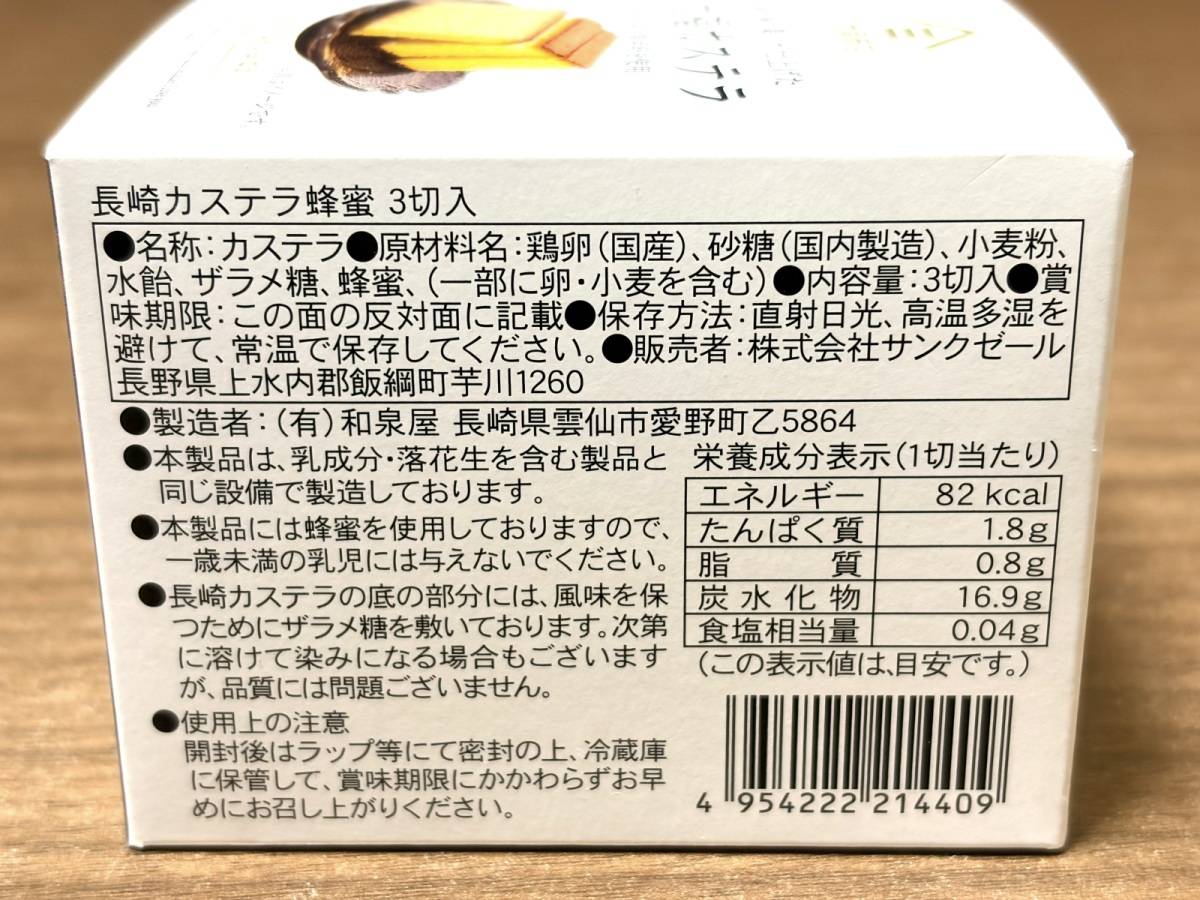 カステラ
長崎カステラ蜂蜜 3切入
●名称：カステラ●原材料名：鶏卵（国産）、砂糖（国内製造）、小麦粉、
水飴、ザラメ糖、蜂蜜、（一部に卵・小麦を含む）●内容量：3切入●賞
味期限：この面の反対面に記載●保存方法：直射日光、高温多湿を
避けて、常温で保存してください。●販売者：株式会社サンクゼール
長野県上水内郡飯綱町芋川1260
●製造者：（有）和泉屋 長崎県雲仙市愛野町乙5864
●本製品は、乳成分・落花生を含む製品と
同じ設備で製造しております。
●本製品には蜂蜜を使用しておりますので、
一歳未満の乳児には与えないでください。
●長崎カステラの底の部分には、風味を保
つためにザラメ糖を敷いております。次第
に溶けて染みになる場合もございます
が、品質には問題ございません。
●使用上の注意
開封後はラップ等にて密封の上、冷蔵庫
に保管して、賞味期限にかかわらずお早
めにお召し上がりください。
栄養成分表示（1切当たり）
エネルギー 82 kcal
たんぱく質 1.8g
脂質 0.8g
炭水化物 16.9g
食塩相当量 0.04g
（この表示値は、目安です。）
4 954222 214409